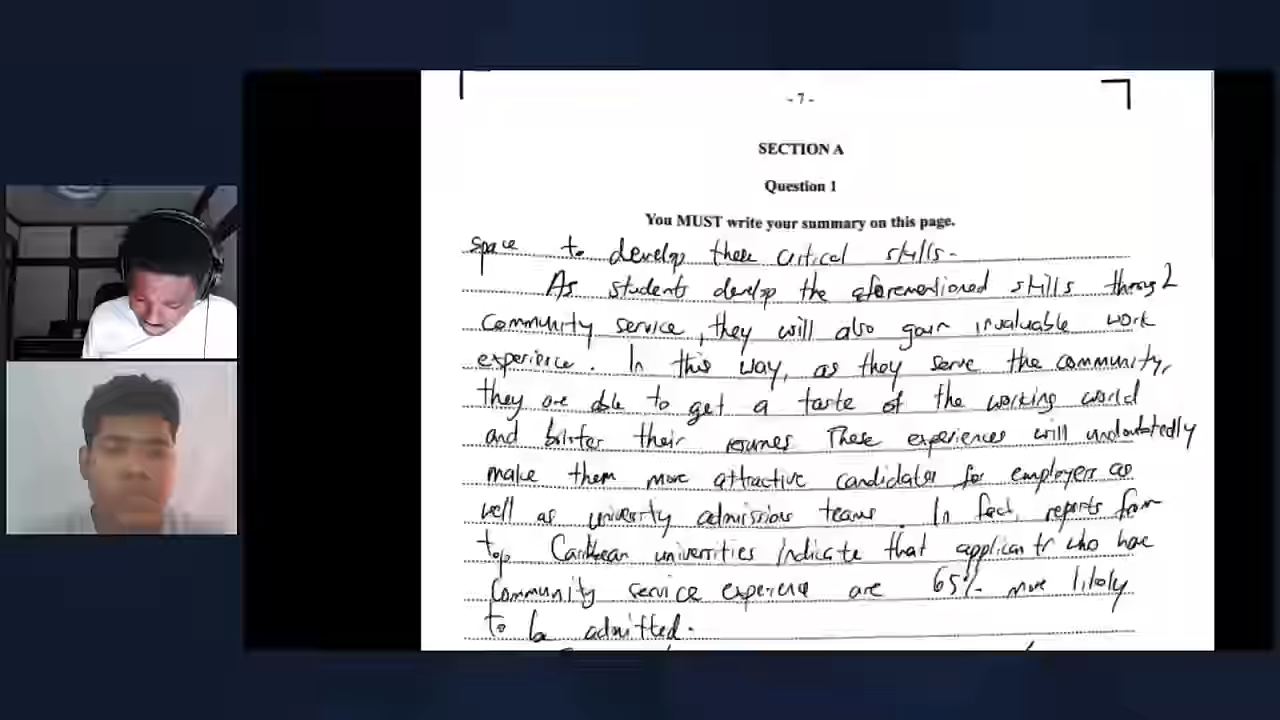 - 7 -
SECTION A
Question 1
You MUST write your summary on this page.
space to develop these critical skills.
As students develop the aforementioned skills through
community service, they will also gain invaluable work
experience. In this way, as they serve the community,
they are able to get a taste of the working world
and bolster their resumes These experiences will undoubtedly
make them more attractive candidates for employers as
well as university admissions teams. In fact, reports from
top Caribbean universities indicate that applicants who have
Community service experience are 65% more likely
to be admitted.